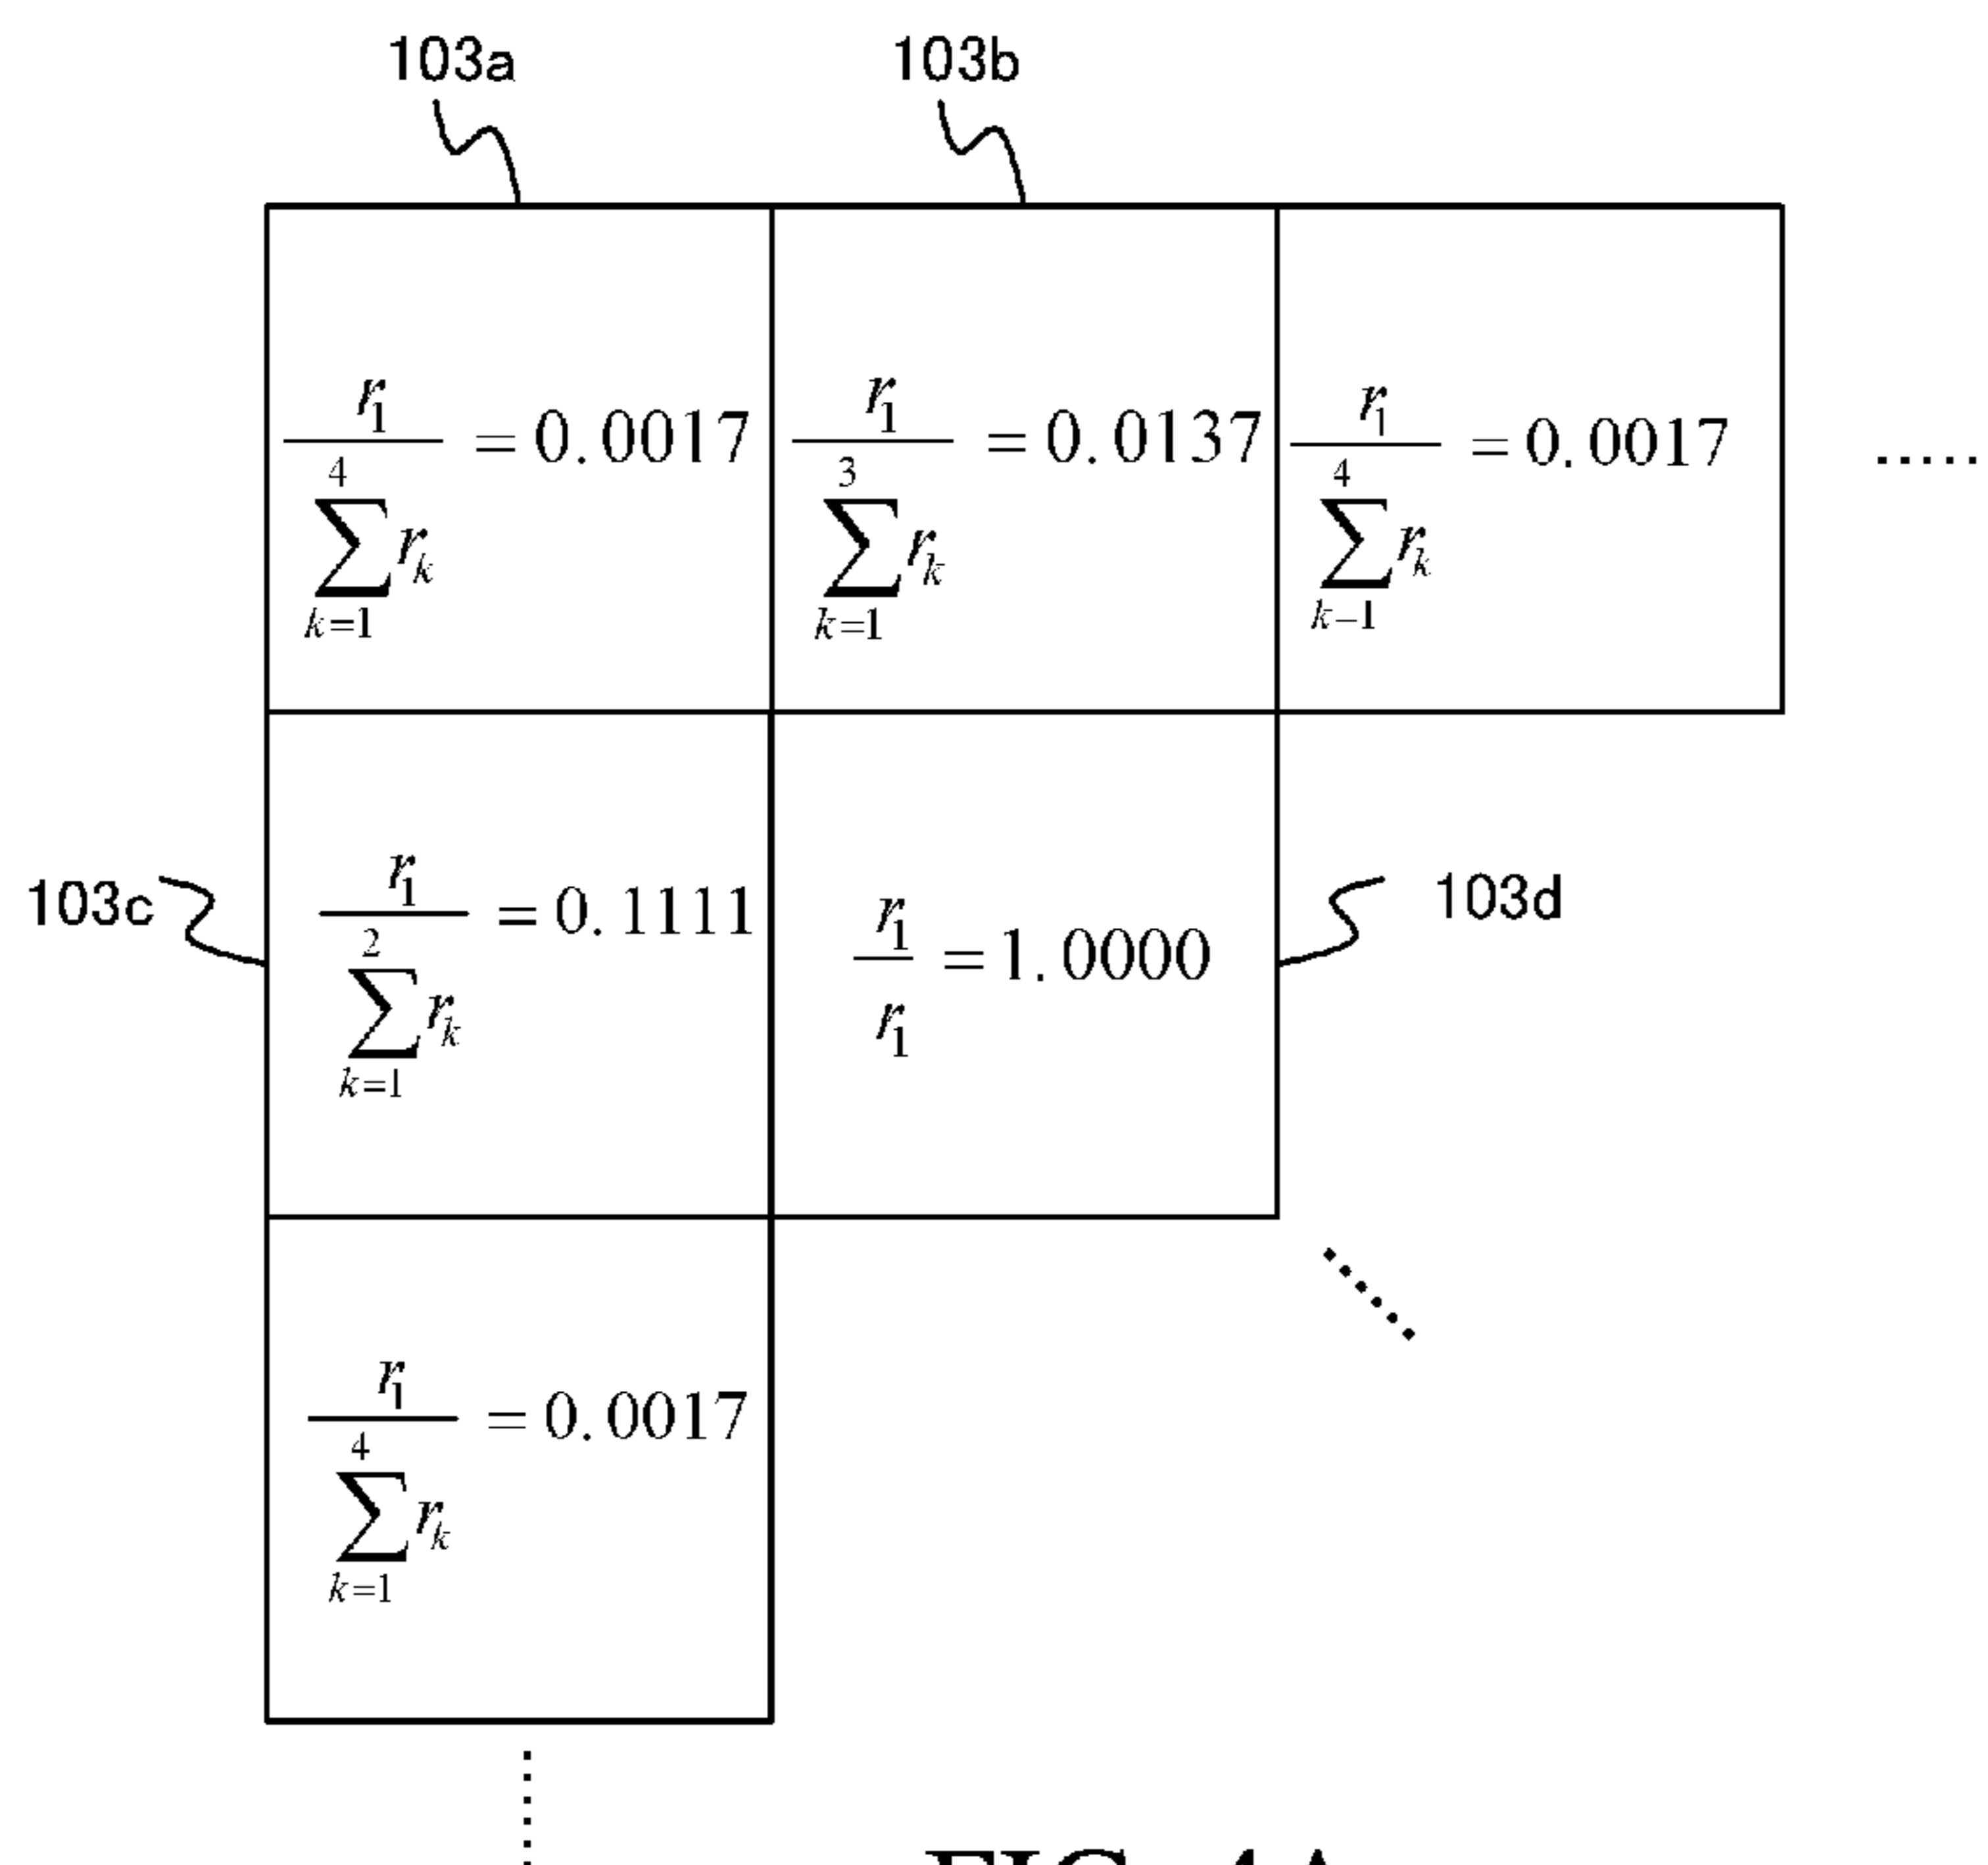 103a 103b
r₁ / ∑_{k=1}^{4} r_k = 0.0017
r₁ / ∑_{k=1}^{3} r_k = 0.0137
r₁ / ∑_{k–1}^{4} r_k = 0.0017
.....
103c
r₁ / ∑_{k=1}^{2} r_k = 0.1111
r₁ / r₁ = 1.0000
103d
r₁ / ∑_{k=1}^{4} r_k = 0.0017